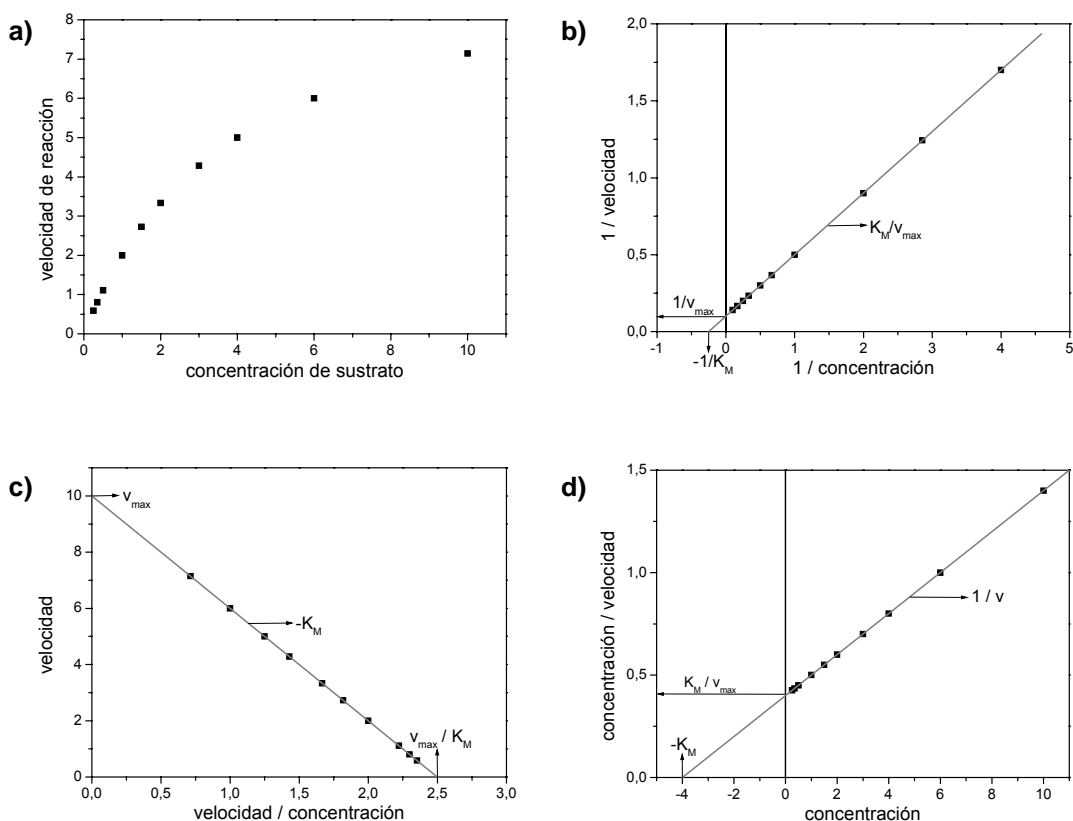 a)
8
7
6
5
4
3
2
1
0
0 2 4 6 8 10
velocidad de reacción
concentración de sustrato
b)
2,0
1,5
1,0
0,5
0,0
-1 0 1 2 3 4 5
1 / velocidad
K_M/v_max
1/v_max
-1/K_M
1 / concentración
c)
10
8
6
4
2
0
0,0 0,5 1,0 1,5 2,0 2,5 3,0
velocidad
v_max
-K_M
v_max / K_M
velocidad / concentración
d)
1,5
1,0
0,5
0,0
-4 -2 0 2 4 6 8 10
concentración / velocidad
1 / v
K_M / v_max
-K_M
concentración